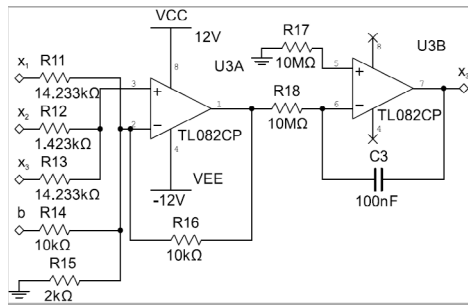 VCC
12V
x₁
R11
14.233kΩ
x₂
R12
1.423kΩ
x₃
R13
14.233kΩ
b
R14
10kΩ
R15
2kΩ
3
2
8
4
1
U3A
TL082CP
VEE
-12V
R16
10kΩ
R17
10MΩ
R18
10MΩ
5
6
8
4
7
U3B
TL082CP
C3
100nF